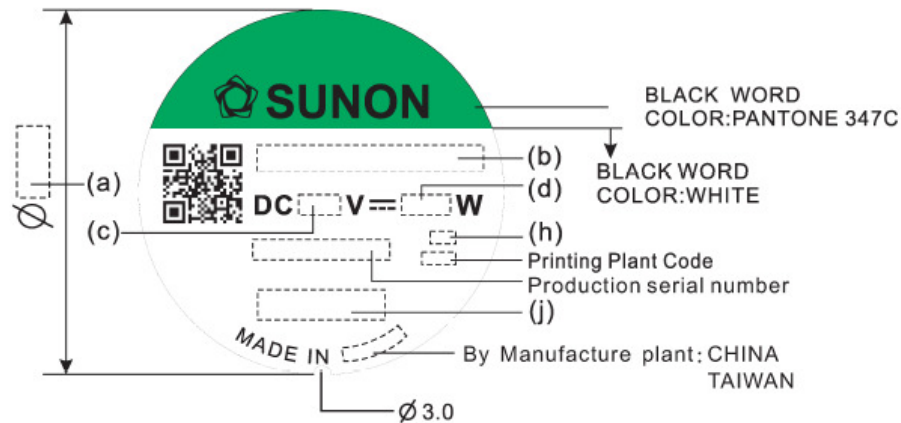 SUNON
BLACK WORD
COLOR:PANTONE 347C
BLACK WORD
COLOR:WHITE
(a)
Ø
(b)
DC V⎓ W
(d)
(c)
(h)
Printing Plant Code
Production serial number
(j)
MADE IN
By Manufacture plant: CHINA
TAIWAN
Ø 3.0